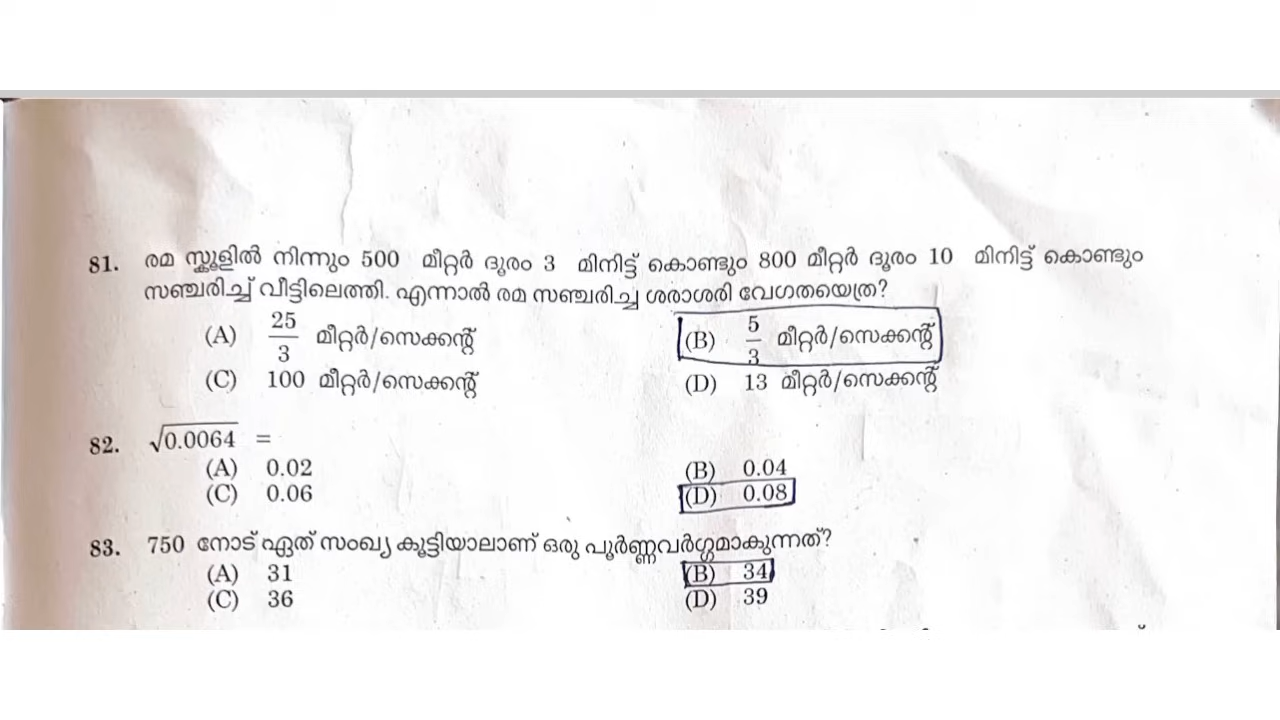 81. രമ സ്കൂളിൽ നിന്നും 500 മീറ്റർ ദൂരം 3 മിനിട്ട് കൊണ്ടും 800 മീറ്റർ ദൂരം 10 മിനിട്ട് കൊണ്ടും
സഞ്ചരിച്ച് വീട്ടിലെത്തി. എന്നാൽ രമ സഞ്ചരിച്ച ശരാശരി വേഗതയെത്ര?
(A) 25/3 മീറ്റർ/സെക്കന്റ് (B) 5/3 മീറ്റർ/സെക്കന്റ്
(C) 100 മീറ്റർ/സെക്കന്റ് (D) 13 മീറ്റർ/സെക്കന്റ്
82. √0.0064 =
(A) 0.02 (B) 0.04
(C) 0.06 (D) 0.08
83. 750 നോട് ഏത് സംഖ്യ കൂട്ടിയാലാണ് ഒരു പൂർണ്ണവർഗ്ഗമാകുന്നത്?
(A) 31 (B) 34
(C) 36 (D) 39